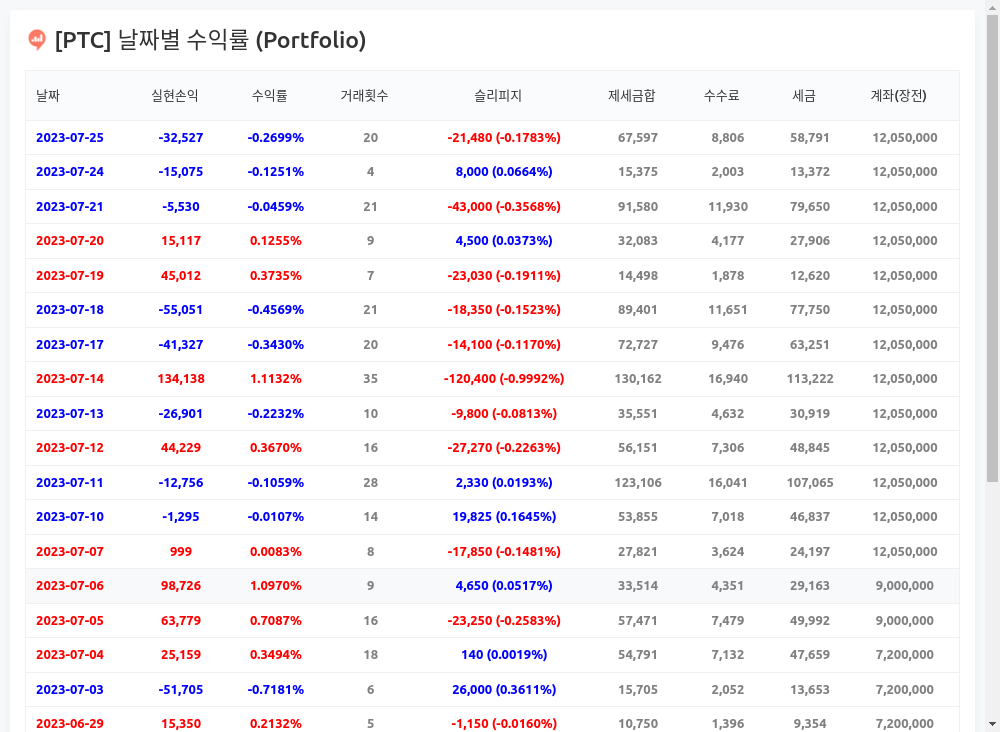 [PTC] 날짜별 수익률 (Portfolio)
날짜 실현손익 수익률 거래횟수 슬리피지 제세금합 수수료 세금 계좌(장전)
2023-07-25 -32,527 -0.2699% 20 -21,480 (-0.1783%) 67,597 8,806 58,791 12,050,000
2023-07-24 -15,075 -0.1251% 4 8,000 (0.0664%) 15,375 2,003 13,372 12,050,000
2023-07-21 -5,530 -0.0459% 21 -43,000 (-0.3568%) 91,580 11,930 79,650 12,050,000
2023-07-20 15,117 0.1255% 9 4,500 (0.0373%) 32,083 4,177 27,906 12,050,000
2023-07-19 45,012 0.3735% 7 -23,030 (-0.1911%) 14,498 1,878 12,620 12,050,000
2023-07-18 -55,051 -0.4569% 21 -18,350 (-0.1523%) 89,401 11,651 77,750 12,050,000
2023-07-17 -41,327 -0.3430% 20 -14,100 (-0.1170%) 72,727 9,476 63,251 12,050,000
2023-07-14 134,138 1.1132% 35 -120,400 (-0.9992%) 130,162 16,940 113,222 12,050,000
2023-07-13 -26,901 -0.2232% 10 -9,800 (-0.0813%) 35,551 4,632 30,919 12,050,000
2023-07-12 44,229 0.3670% 16 -27,270 (-0.2263%) 56,151 7,306 48,845 12,050,000
2023-07-11 -12,756 -0.1059% 28 2,330 (0.0193%) 123,106 16,041 107,065 12,050,000
2023-07-10 -1,295 -0.0107% 14 19,825 (0.1645%) 53,855 7,018 46,837 12,050,000
2023-07-07 999 0.0083% 8 -17,850 (-0.1481%) 27,821 3,624 24,197 12,050,000
2023-07-06 98,726 1.0970% 9 4,650 (0.0517%) 33,514 4,351 29,163 9,000,000
2023-07-05 63,779 0.7087% 16 -23,250 (-0.2583%) 57,471 7,479 49,992 9,000,000
2023-07-04 25,159 0.3494% 18 140 (0.0019%) 54,791 7,132 47,659 7,200,000
2023-07-03 -51,705 -0.7181% 6 26,000 (0.3611%) 15,705 2,052 13,653 7,200,000
2023-06-29 15,350 0.2132% 5 -1,150 (-0.0160%) 10,750 1,396 9,354 7,200,000